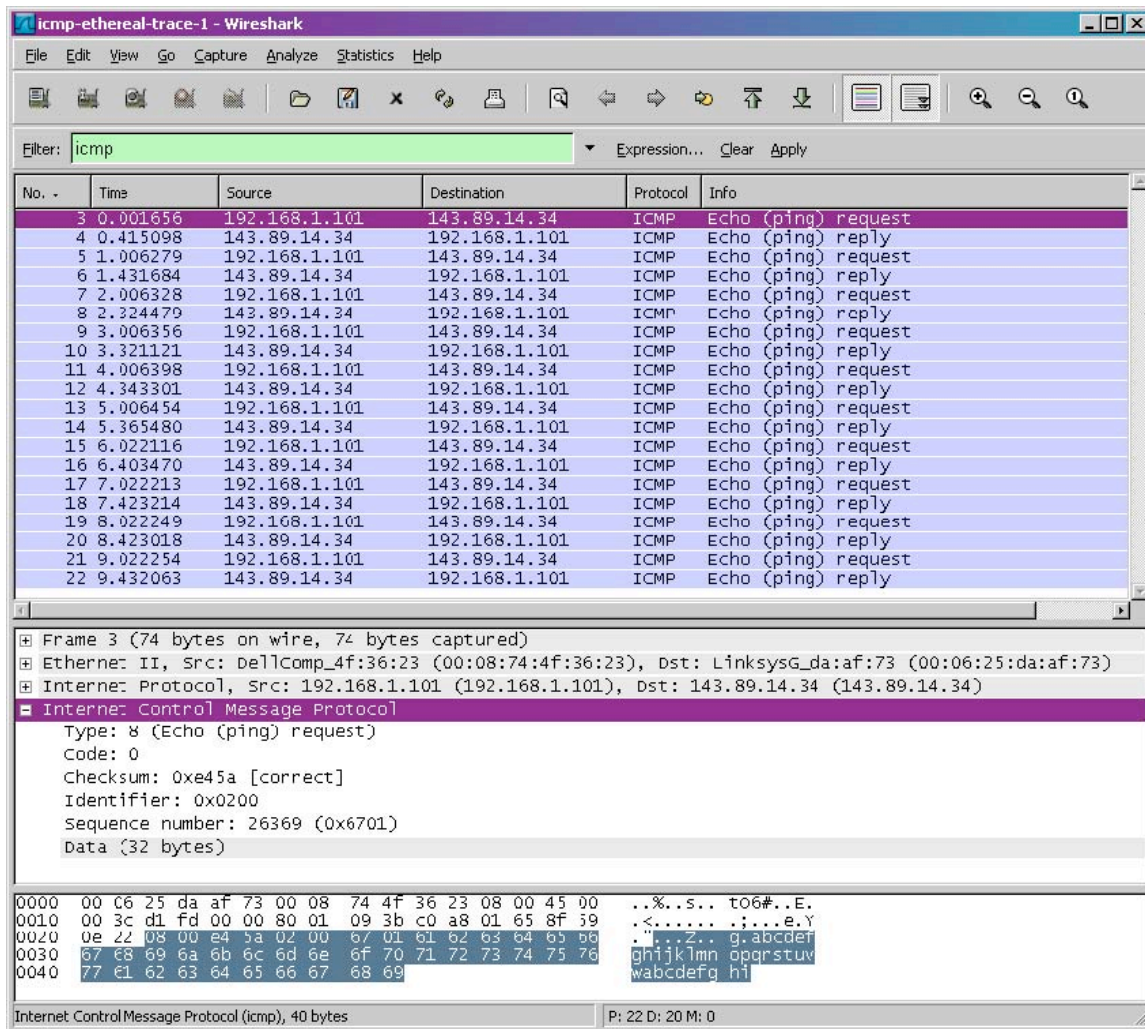 icmp-ethereal-trace-1 - Wireshark
File Edit View Go Capture Analyze Statistics Help
Filter: icmp Expression... Clear Apply
No. - Time Source Destination Protocol Info
3 0.001656 192.168.1.101 143.89.14.34 ICMP Echo (ping) request
4 0.415098 143.89.14.34 192.168.1.101 ICMP Echo (ping) reply
5 1.006279 192.168.1.101 143.89.14.34 ICMP Echo (ping) request
6 1.431684 143.89.14.34 192.168.1.101 ICMP Echo (ping) reply
7 2.006328 192.168.1.101 143.89.14.34 ICMP Echo (ping) request
8 2.324479 143.89.14.34 192.168.1.101 ICMP Echo (ping) reply
9 3.006356 192.168.1.101 143.89.14.34 ICMP Echo (ping) request
10 3.321121 143.89.14.34 192.168.1.101 ICMP Echo (ping) reply
11 4.006398 192.168.1.101 143.89.14.34 ICMP Echo (ping) request
12 4.343301 143.89.14.34 192.168.1.101 ICMP Echo (ping) reply
13 5.006454 192.168.1.101 143.89.14.34 ICMP Echo (ping) request
14 5.365480 143.89.14.34 192.168.1.101 ICMP Echo (ping) reply
15 6.022116 192.168.1.101 143.89.14.34 ICMP Echo (ping) request
16 6.403470 143.89.14.34 192.168.1.101 ICMP Echo (ping) reply
17 7.022213 192.168.1.101 143.89.14.34 ICMP Echo (ping) request
18 7.423214 143.89.14.34 192.168.1.101 ICMP Echo (ping) reply
19 8.022249 192.168.1.101 143.89.14.34 ICMP Echo (ping) request
20 8.423018 143.89.14.34 192.168.1.101 ICMP Echo (ping) reply
21 9.022254 192.168.1.101 143.89.14.34 ICMP Echo (ping) request
22 9.432063 143.89.14.34 192.168.1.101 ICMP Echo (ping) reply
Frame 3 (74 bytes on wire, 74 bytes captured)
Ethernet II, Src: DellComp_4f:36:23 (00:08:74:4f:36:23), Dst: LinksysG_da:af:73 (00:06:25:da:af:73)
Internet Protocol, Src: 192.168.1.101 (192.168.1.101), Dst: 143.89.14.34 (143.89.14.34)
Internet Control Message Protocol
Type: 8 (Echo (ping) request)
Code: 0
Checksum: 0xe45a [correct]
Identifier: 0x0200
Sequence number: 26369 (0x6701)
Data (32 bytes)
0000 00 06 25 da af 73 00 08 74 4f 36 23 08 00 45 00 ..%..s.. tO6#..E.
0010 00 3c d1 fd 00 00 80 01 09 3b c0 a8 01 65 8f 59 .<...... .;...e.Y
0020 0e 22 08 00 e4 5a 02 00 67 01 61 62 63 64 65 66 ."...Z.. g.abcdef
0030 67 68 69 6a 6b 6c 6d 6e 6f 70 71 72 73 74 75 76 ghijklmn opqrstuv
0040 77 61 62 63 64 65 66 67 68 69 wabcdefg hi
Internet Control Message Protocol (icmp), 40 bytes P: 22 D: 20 M: 0